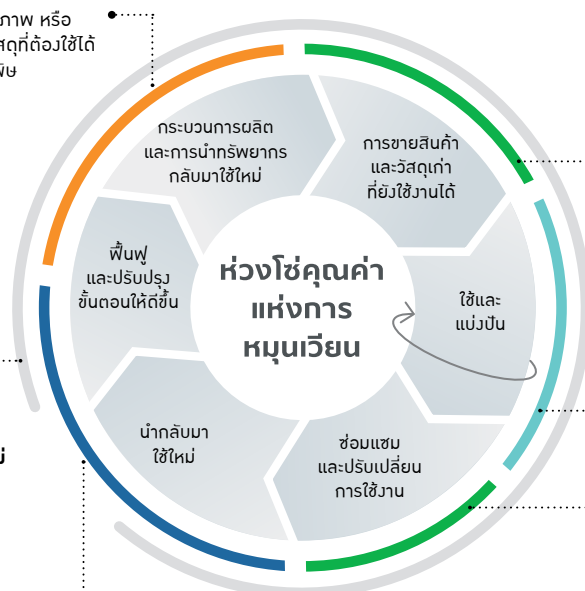 ภาพ หรือ
สดุที่ต้องใช้ได้
พิษ
กระบวนการผลิต
และการนำทรัพยากร
กลับมาใช้ใหม่
การขายสินค้า
และวัสดุเก่า
ที่ยังใช้งานได้
ฟื้นฟู
และปรับปรุง
ขั้นตอนให้ดีขึ้น
ห่วงโซ่คุณค่า
แห่งการ
หมุนเวียน
ใช้และ
แบ่งปัน
นำกลับมา
ใช้ใหม่
ซ่อมแซม
และปรับเปลี่ยน
การใช้งาน